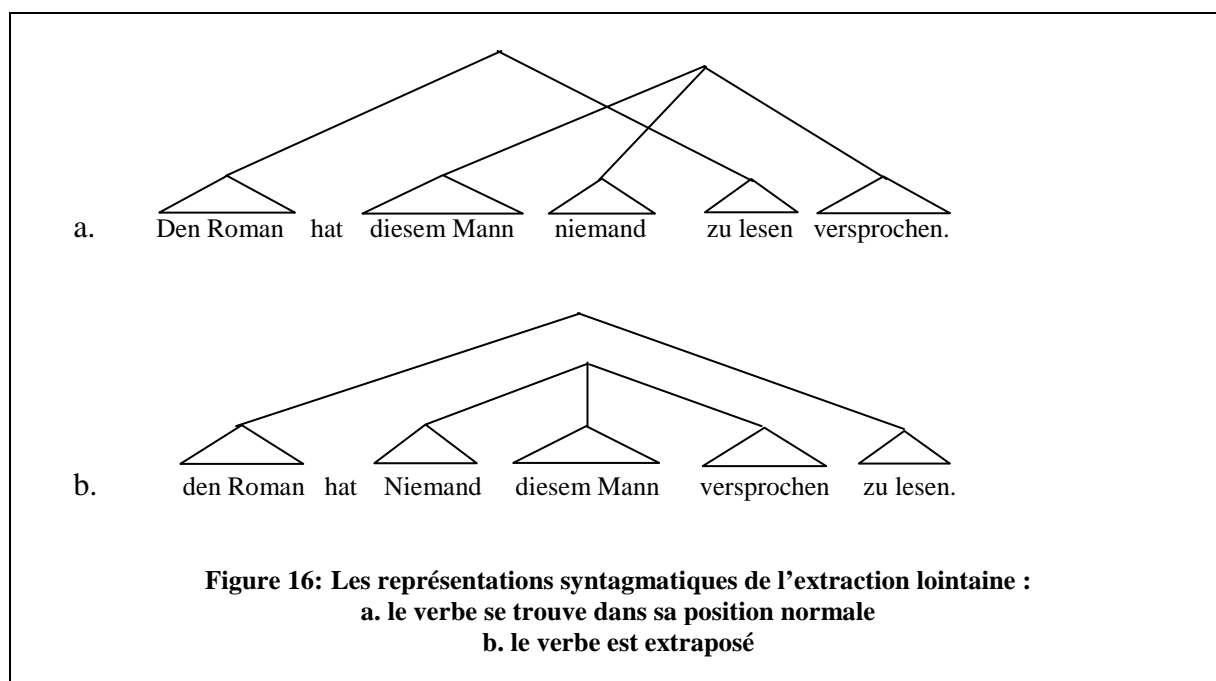 a. Den Roman hat diesem Mann niemand zu lesen versprochen.
b. den Roman hat Niemand diesem Mann versprochen zu lesen.
Figure 16: Les représentations syntagmatiques de l’extraction lointaine :
a. le verbe se trouve dans sa position normale
b. le verbe est extraposé